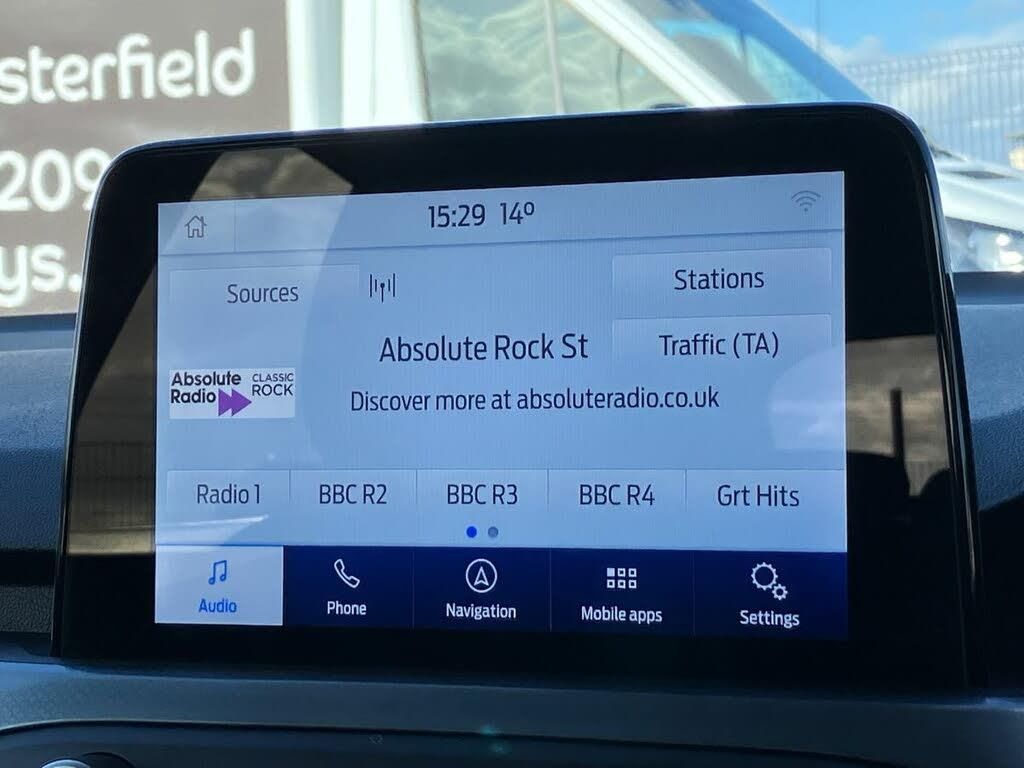 sterfield
209
ys.
15:29 14°
Sources
Stations
Absolute Rock St
Traffic (TA)
Absolute Radio
CLASSIC ROCK
Discover more at absoluteradio.co.uk
Radio 1
BBC R2
BBC R3
BBC R4
Grt Hits
Audio
Phone
Navigation
Mobile apps
Settings